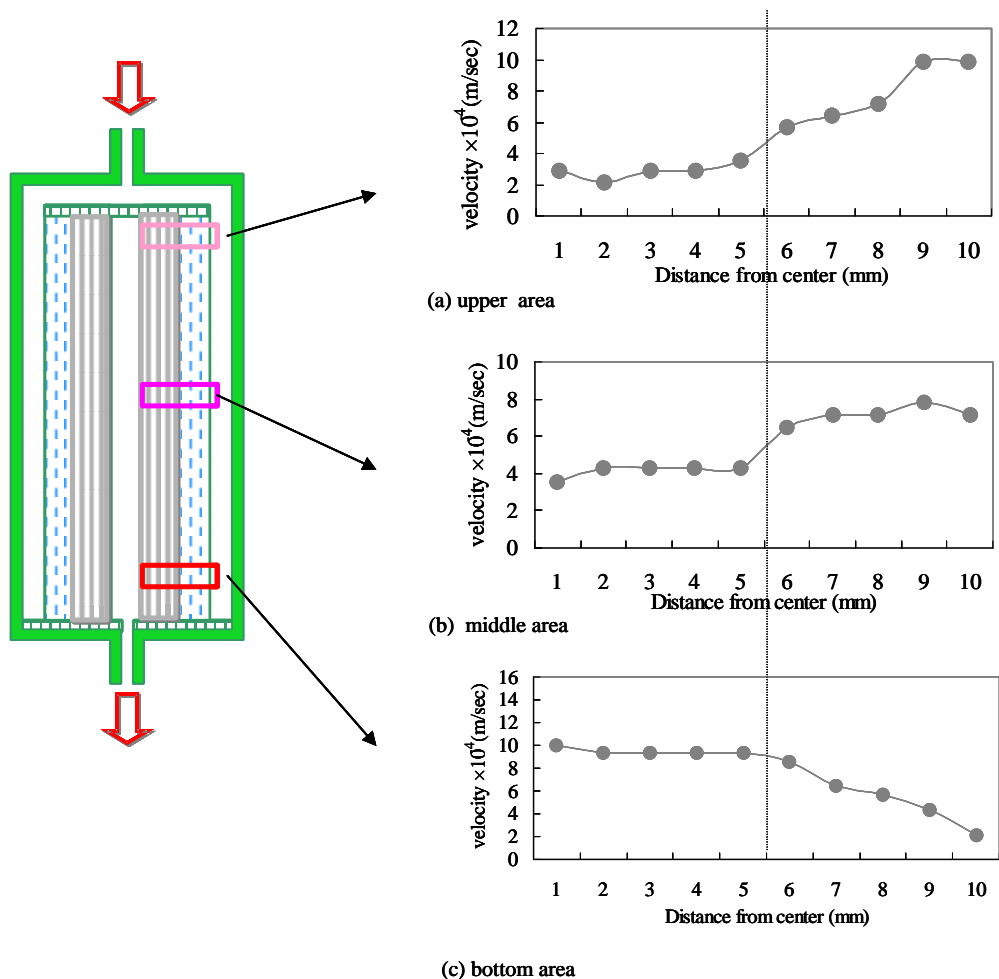 12
10
8
6
4
2
0
velocity ×10⁴(m/sec)
1 2 3 4 5 6 7 8 9 10
Distance from center (mm)
(a) upper area
10
8
6
4
2
0
velocity ×10⁴(m/sec)
1 2 3 4 5 6 7 8 9 10
Distance from center (mm)
(b) middle area
16
14
12
10
8
6
4
2
0
velocity ×10⁴(m/sec)
1 2 3 4 5 6 7 8 9 10
Distance from center (mm)
(c) bottom area